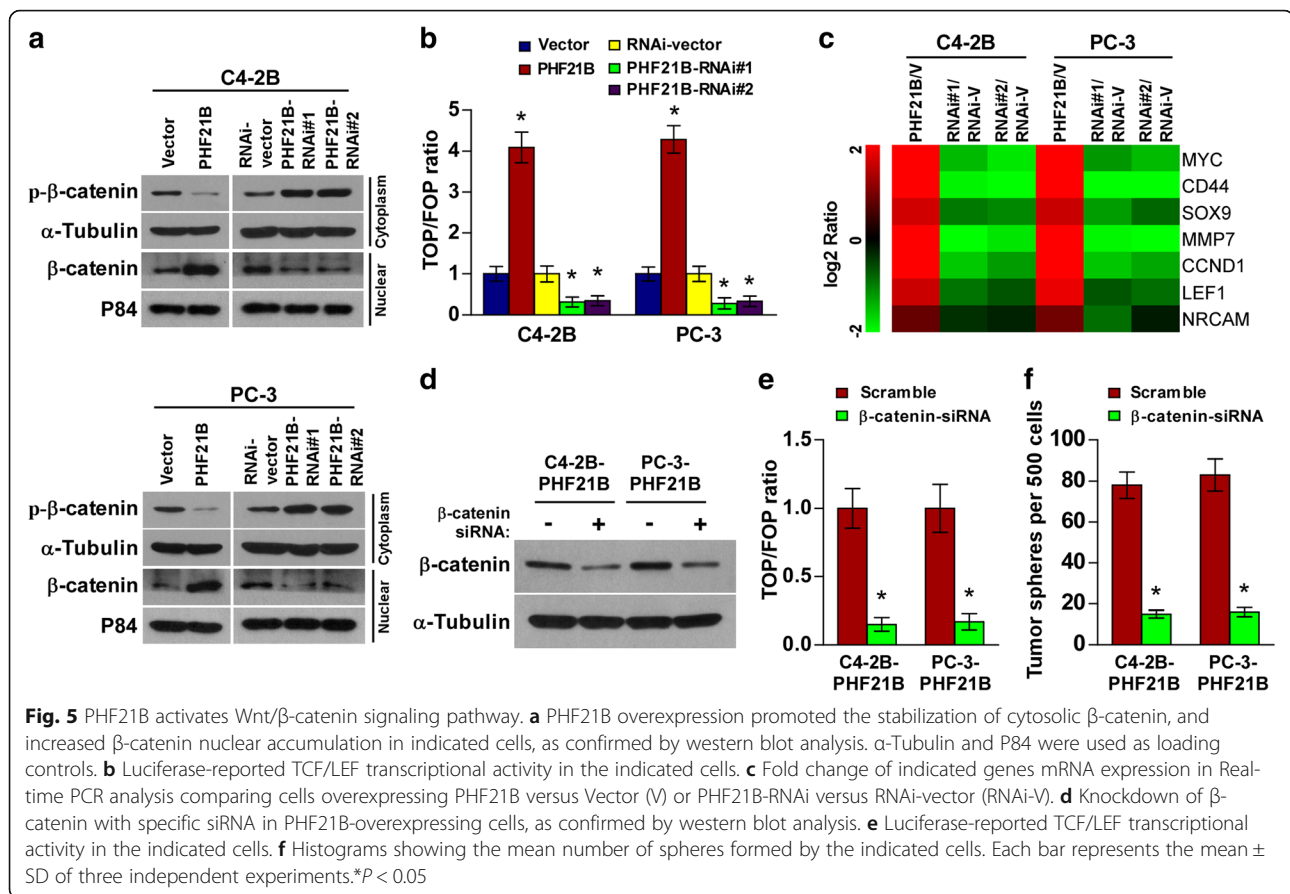 a
C4-2B
Vector
PHF21B
RNAi-
vector
PHF21B-
RNAi#1
PHF21B-
RNAi#2
p-β-catenin
α-Tubulin
β-catenin
P84
Cytoplasm
Nuclear
PC-3
Vector
PHF21B
RNAi-
vector
PHF21B-
RNAi#1
PHF21B-
RNAi#2
p-β-catenin
α-Tubulin
β-catenin
P84
Cytoplasm
Nuclear
b
Vector
RNAi-vector
PHF21B
PHF21B-RNAi#1
PHF21B-RNAi#2
TOP/FOP ratio
5
4
3
2
1
0
* * * * * *
C4-2B PC-3
c
C4-2B PC-3
PHF21B/V
RNAi#1/
RNAi-V
RNAi#2/
RNAi-V
PHF21B/V
RNAi#1/
RNAi-V
RNAi#2/
RNAi-V
log2 Ratio
2
0
-2
MYC
CD44
SOX9
MMP7
CCND1
LEF1
NRCAM
d
C4-2B-
PHF21B
PC-3-
PHF21B
β-catenin
siRNA:
- + - +
β-catenin
α-Tubulin
e
Scramble
β-catenin-siRNA
TOP/FOP ratio
1.5
1.0
0.5
0.0
* *
C4-2B-
PHF21B
PC-3-
PHF21B
f
Scramble
β-catenin-siRNA
Tumor spheres per 500 cells
100
80
60
40
20
0
* *
C4-2B-
PHF21B
PC-3-
PHF21B
Fig. 5 PHF21B activates Wnt/β-catenin signaling pathway. a PHF21B overexpression promoted the stabilization of cytosolic β-catenin, and
increased β-catenin nuclear accumulation in indicated cells, as confirmed by western blot analysis. α-Tubulin and P84 were used as loading
controls. b Luciferase-reported TCF/LEF transcriptional activity in the indicated cells. c Fold change of indicated genes mRNA expression in Real-
time PCR analysis comparing cells overexpressing PHF21B versus Vector (V) or PHF21B-RNAi versus RNAi-vector (RNAi-V). d Knockdown of β-
catenin with specific siRNA in PHF21B-overexpressing cells, as confirmed by western blot analysis. e Luciferase-reported TCF/LEF transcriptional
activity in the indicated cells. f Histograms showing the mean number of spheres formed by the indicated cells. Each bar represents the mean ±
SD of three independent experiments.*P < 0.05